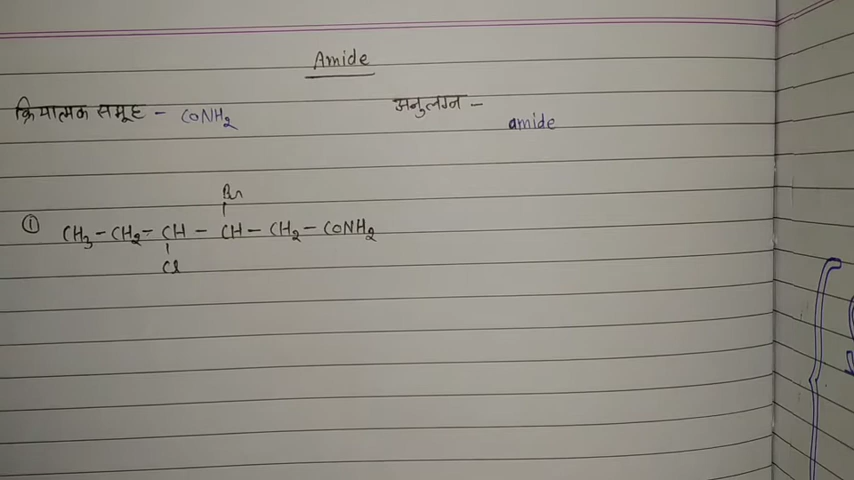 Amide
क्रियात्मक समूह - CONH₂ अनुलग्न -
amide
Br
① CH₃ - CH₂ - CH - CH - CH₂ - CONH₂
Cl